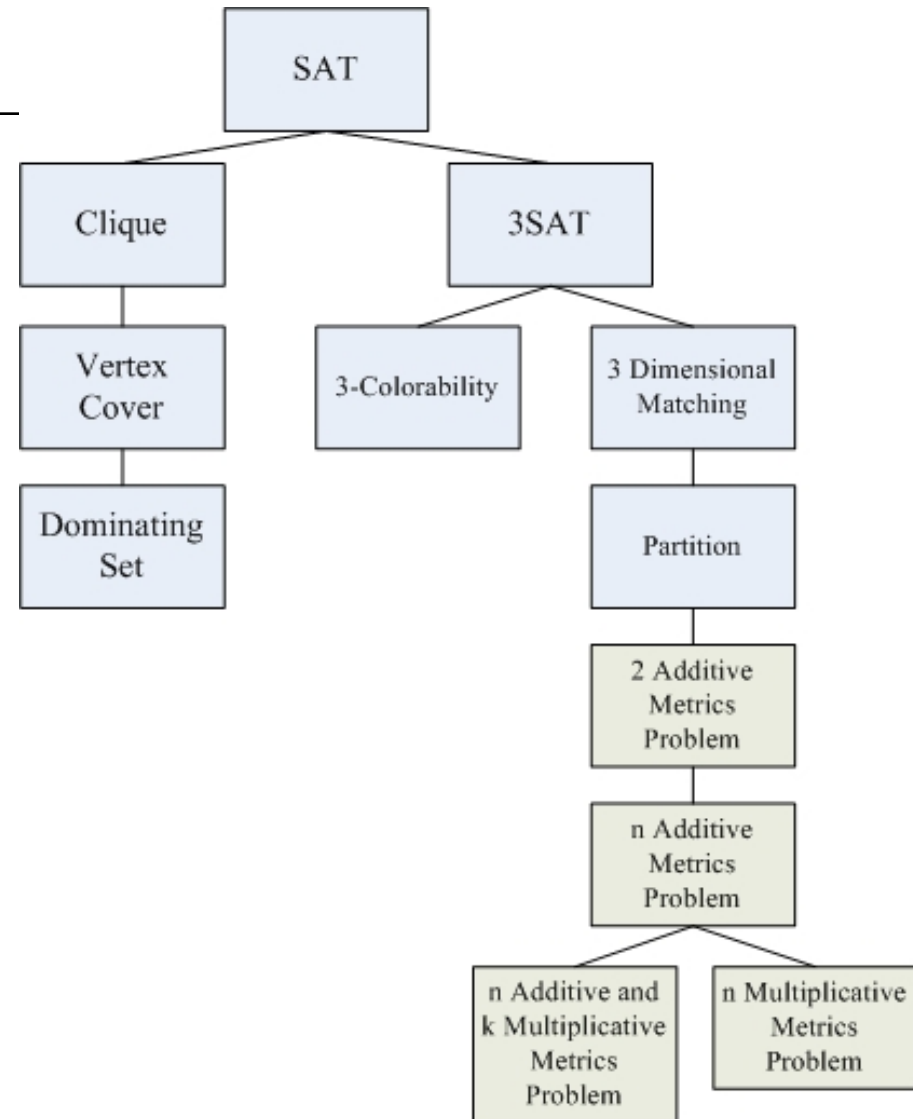 SAT
Clique
3SAT
Vertex
Cover
3-Colorability
3 Dimensional
Matching
Dominating
Set
Partition
2 Additive
Metrics
Problem
n Additive
Metrics
Problem
n Additive and
k Multiplicative
Metrics
Problem
n Multiplicative
Metrics
Problem